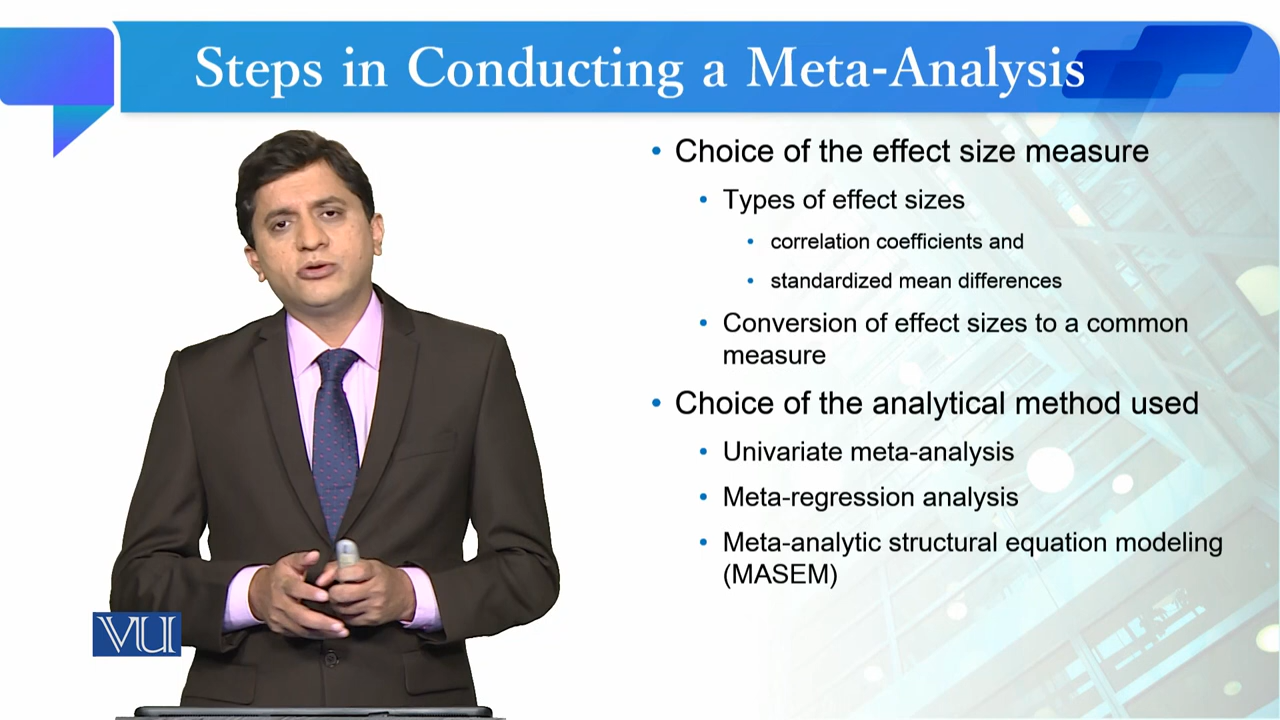 Steps in Conducting a Meta-Analysis
• Choice of the effect size measure
• Types of effect sizes
• correlation coefficients and
• standardized mean differences
• Conversion of effect sizes to a common
measure
• Choice of the analytical method used
• Univariate meta-analysis
• Meta-regression analysis
• Meta-analytic structural equation modeling
(MASEM)
VU